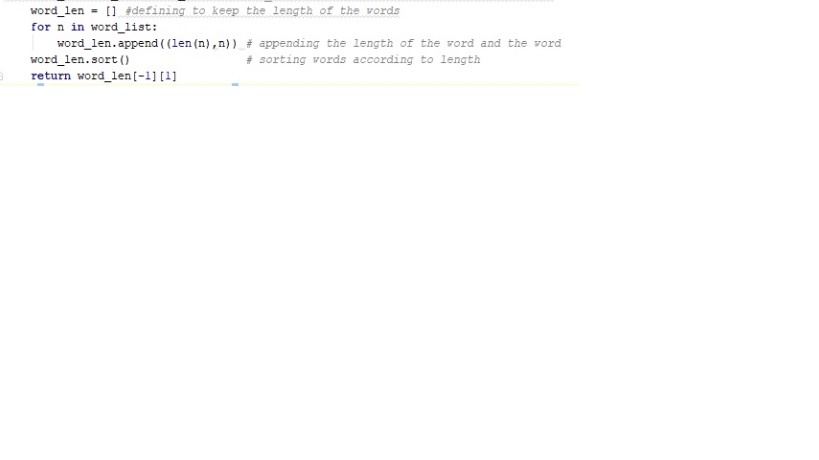 word_len = [] #defining to keep the length of the words
for n in word_list:
word_len.append((len(n),n)) # appending the length of the word and the word
word_len.sort() # sorting words according to length
return word_len[-1][1]